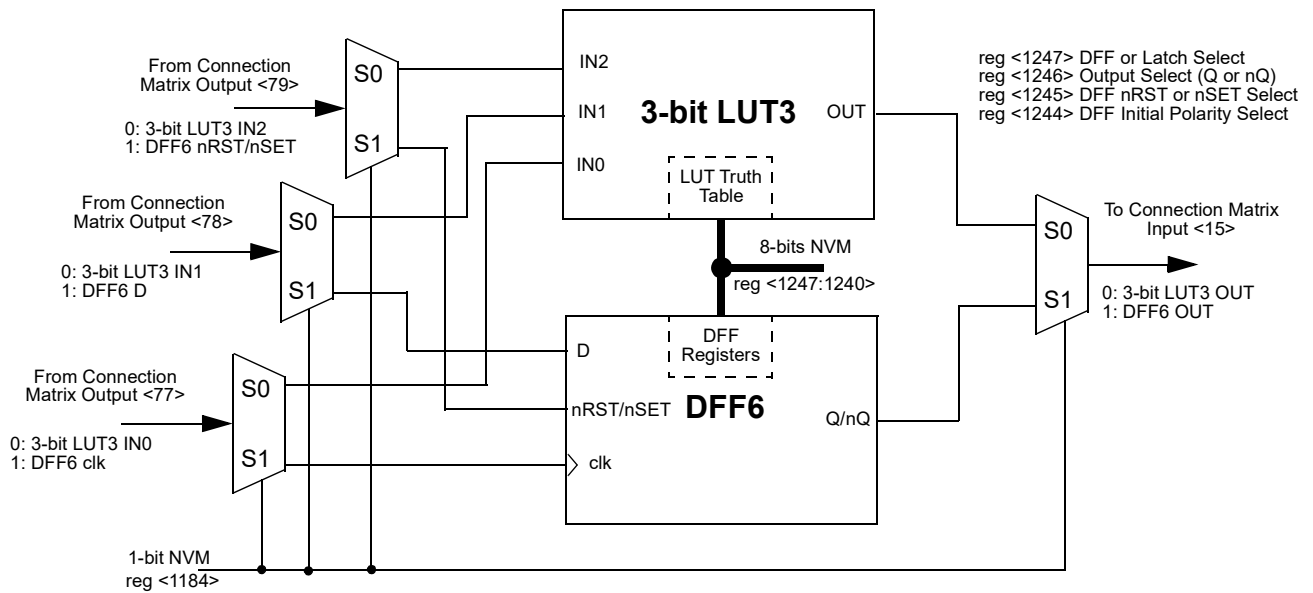 From Connection
Matrix Output <79>
0: 3-bit LUT3 IN2
1: DFF6 nRST/nSET
S0
S1
From Connection
Matrix Output <78>
0: 3-bit LUT3 IN1
1: DFF6 D
S0
S1
From Connection
Matrix Output <77>
0: 3-bit LUT3 IN0
1: DFF6 clk
S0
S1
1-bit NVM
reg <1184>
IN2
IN1
IN0
3-bit LUT3
OUT
LUT Truth
Table
8-bits NVM
reg <1247:1240>
DFF
Registers
D
nRST/nSET
clk
DFF6
Q/nQ
reg <1247> DFF or Latch Select
reg <1246> Output Select (Q or nQ)
reg <1245> DFF nRST or nSET Select
reg <1244> DFF Initial Polarity Select
S0
S1
To Connection Matrix
Input <15>
0: 3-bit LUT3 OUT
1: DFF6 OUT